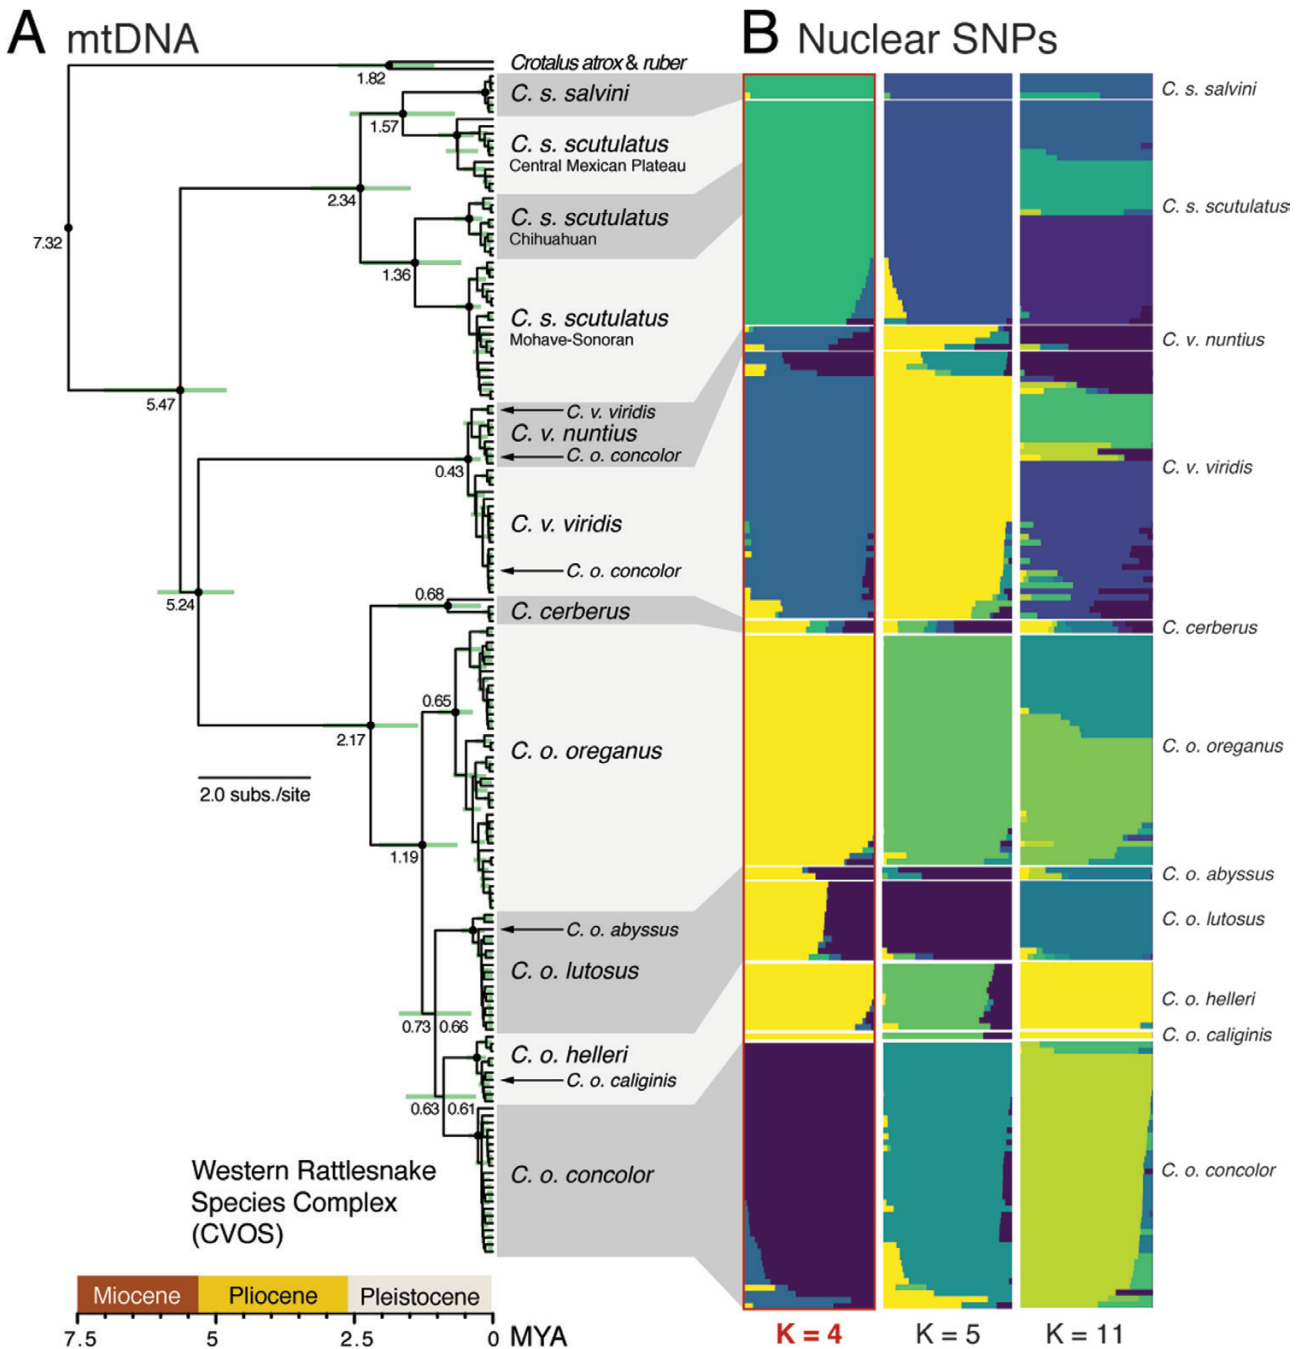 A mtDNA
B Nuclear SNPs
Crotalus atrox & ruber
C. s. salvini
C. s. scutulatus
Central Mexican Plateau
C. s. scutulatus
Chihuahuan
C. s. scutulatus
Mohave-Sonoran
C. v. viridis
C. v. nuntius
C. o. concolor
C. v. viridis
C. o. concolor
C. cerberus
C. o. oreganus
C. o. abyssus
C. o. lutosus
C. o. helleri
C. o. caliginis
C. o. concolor
1.82
1.57
2.34
7.32
1.36
5.47
0.43
5.24
0.68
0.65
2.17
2.0 subs./site
1.19
0.73 0.66
0.63 0.61
Western Rattlesnake
Species Complex
(CVOS)
Miocene Pliocene Pleistocene
7.5 5 2.5 0 MYA
C. s. salvini
C. s. scutulatus
C. v. nuntius
C. v. viridis
C. cerberus
C. o. oreganus
C. o. abyssus
C. o. lutosus
C. o. helleri
C. o. caliginis
C. o. concolor
K = 4 K = 5 K = 11